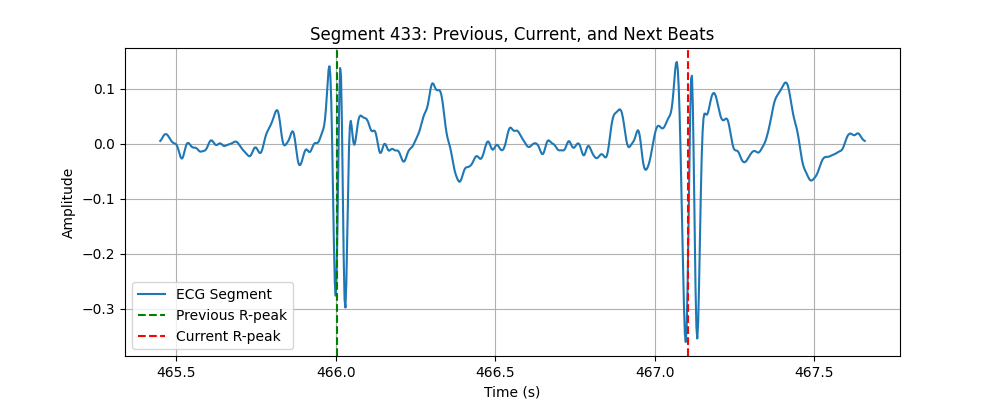 Segment 433: Previous, Current, and Next Beats
Amplitude
0.1
0.0
−0.1
−0.2
−0.3
ECG Segment
Previous R-peak
Current R-peak
465.5 466.0 466.5 467.0 467.5
Time (s)